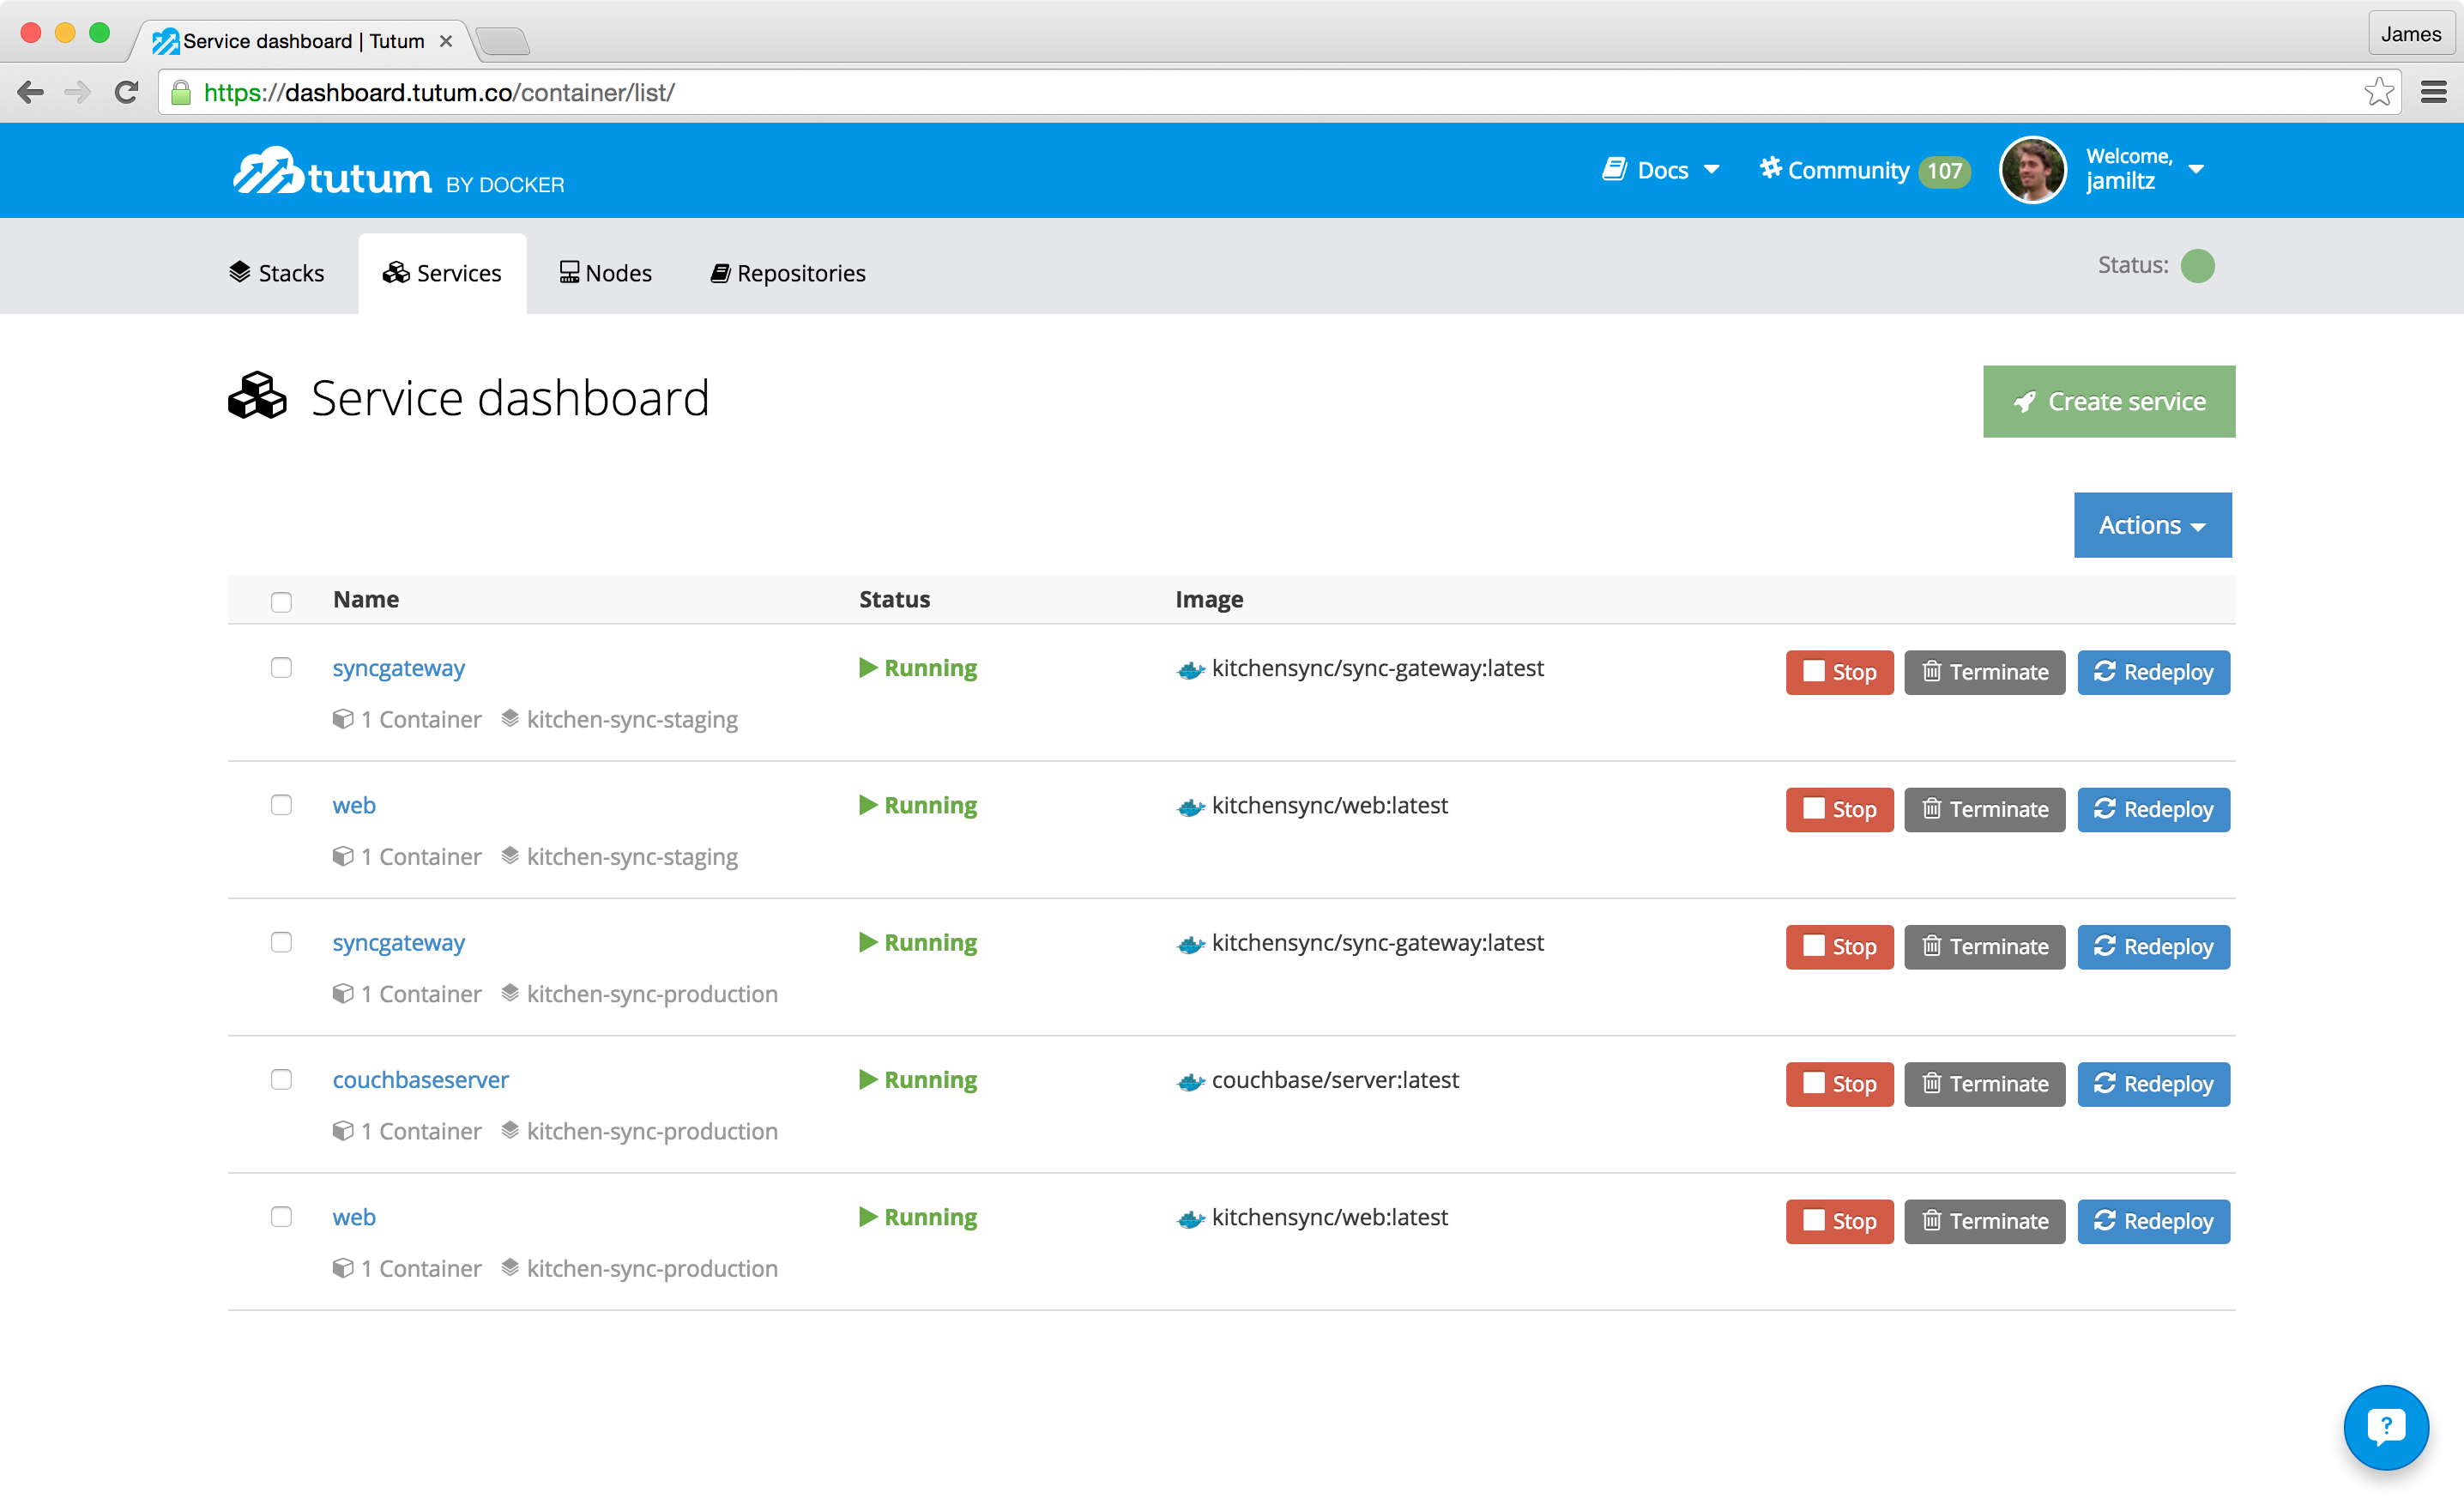 Service dashboard | Tutum
James
https://dashboard.tutum.co/container/list/
tutum BY DOCKER
Docs
Community 107
Welcome,
jamiltz
Stacks
Services
Nodes
Repositories
Status:
Service dashboard
Create service
Actions
Name Status Image
syncgateway Running kitchensync/sync-gateway:latest Stop Terminate Redeploy
1 Container kitchen-sync-staging
web Running kitchensync/web:latest Stop Terminate Redeploy
1 Container kitchen-sync-staging
syncgateway Running kitchensync/sync-gateway:latest Stop Terminate Redeploy
1 Container kitchen-sync-production
couchbaseserver Running couchbase/server:latest Stop Terminate Redeploy
1 Container kitchen-sync-production
web Running kitchensync/web:latest Stop Terminate Redeploy
1 Container kitchen-sync-production
?